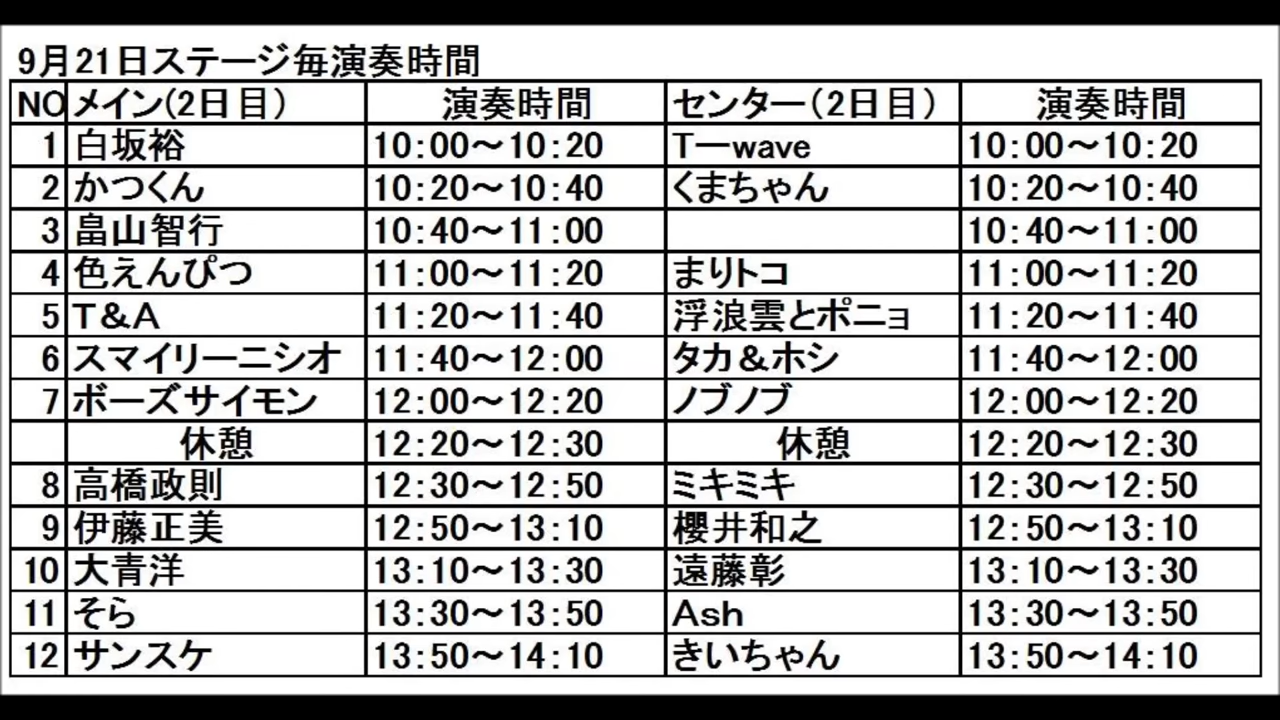 9月21日ステージ毎演奏時間
NO メイン(2日目) 演奏時間 センター(2日目) 演奏時間
1 白坂裕 10:00～10:20 Tーwave 10:00～10:20
2 かつくん 10:20～10:40 くまちゃん 10:20～10:40
3 畠山智行 10:40～11:00 10:40～11:00
4 色えんぴつ 11:00～11:20 まりトコ 11:00～11:20
5 T&A 11:20～11:40 浮浪雲とポニョ 11:20～11:40
6 スマイリーニシオ 11:40～12:00 タカ&ホシ 11:40～12:00
7 ボーズサイモン 12:00～12:20 ノブノブ 12:00～12:20
休憩 12:20～12:30 休憩 12:20～12:30
8 高橋政則 12:30～12:50 ミキミキ 12:30～12:50
9 伊藤正美 12:50～13:10 櫻井和之 12:50～13:10
10 大青洋 13:10～13:30 遠藤彰 13:10～13:30
11 そら 13:30～13:50 Ash 13:30～13:50
12 サンスケ 13:50～14:10 きいちゃん 13:50～14:10